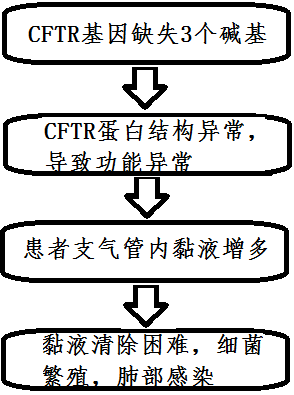 CFTR基因缺失3个碱基
CFTR蛋白结构异常，
导致功能异常
患者支气管内黏液增多
黏液清除困难，细菌
繁殖，肺部感染